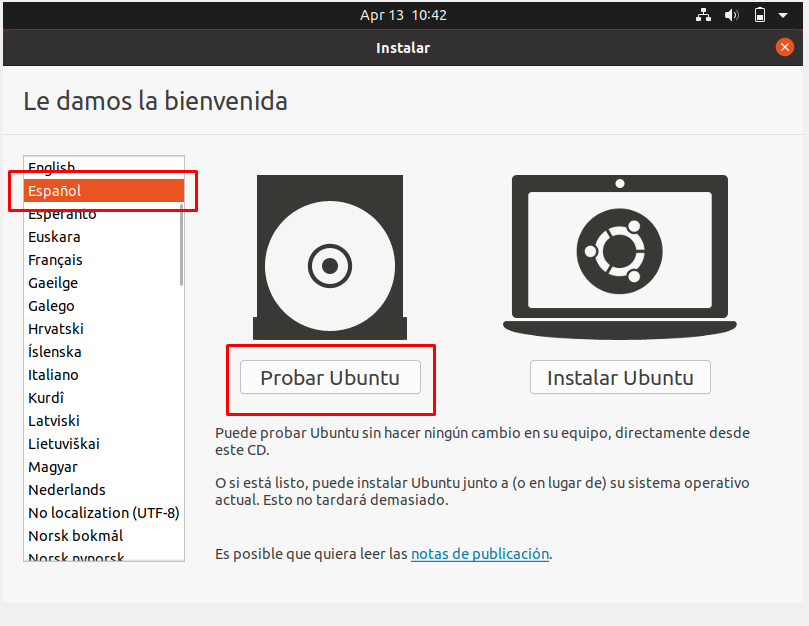 Apr 13 10:42
Instalar
Le damos la bienvenida
English
Español
Esperanto
Euskara
Français
Gaeilge
Galego
Hrvatski
Íslenska
Italiano
Kurdî
Latviski
Lietuviškai
Magyar
Nederlands
No localization (UTF-8)
Norsk bokmål
Norsk nynorsk
Probar Ubuntu
Instalar Ubuntu
Puede probar Ubuntu sin hacer ningún cambio en su equipo, directamente desde
este CD.
O si está listo, puede instalar Ubuntu junto a (o en lugar de) su sistema operativo
actual. Esto no tardará demasiado.
Es posible que quiera leer las notas de publicación.